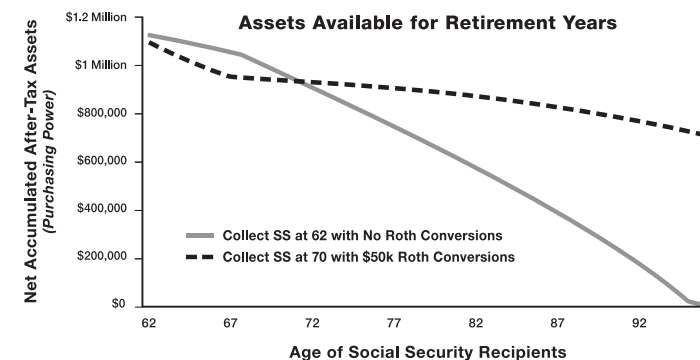 Assets Available for Retirement Years
Net Accumulated After-Tax Assets
(Purchasing Power)
$1.2 Million
$1 Million
$800,000
$600,000
$400,000
$200,000
$0
Collect SS at 62 with No Roth Conversions
Collect SS at 70 with $50k Roth Conversions
62 67 72 77 82 87 92
Age of Social Security Recipients